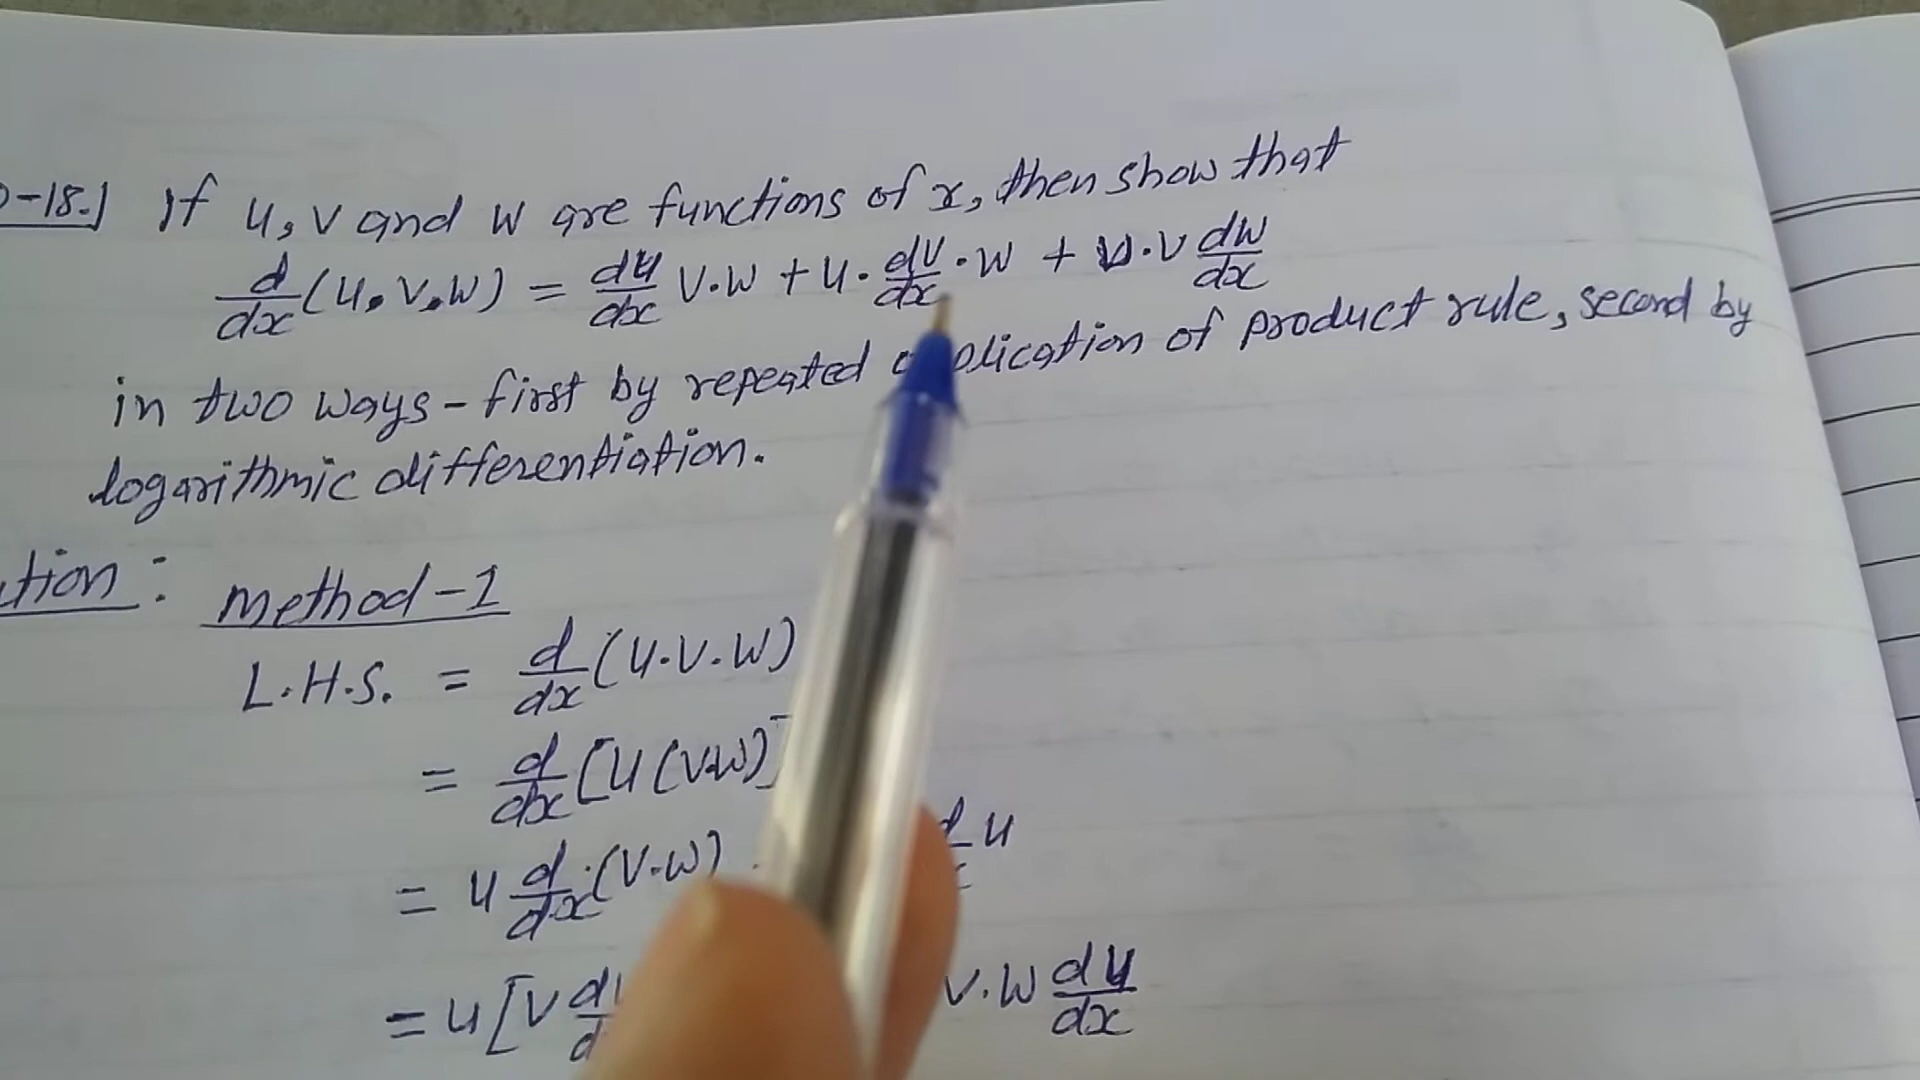 -18.] If u, v and w are functions of x, then show that
d/dx (u.v.w) = du/dx v.w + u. dv/dx .w + u.v dw/dx
in two ways - first by repeated of product rule, second by
logarithmic differentiation.
tion : Method-1
L.H.S. = d/dx (u.v.w)
= d/dx [u (v.w)]
= u d/dx (v.w) u
= u [v v.w du/dx